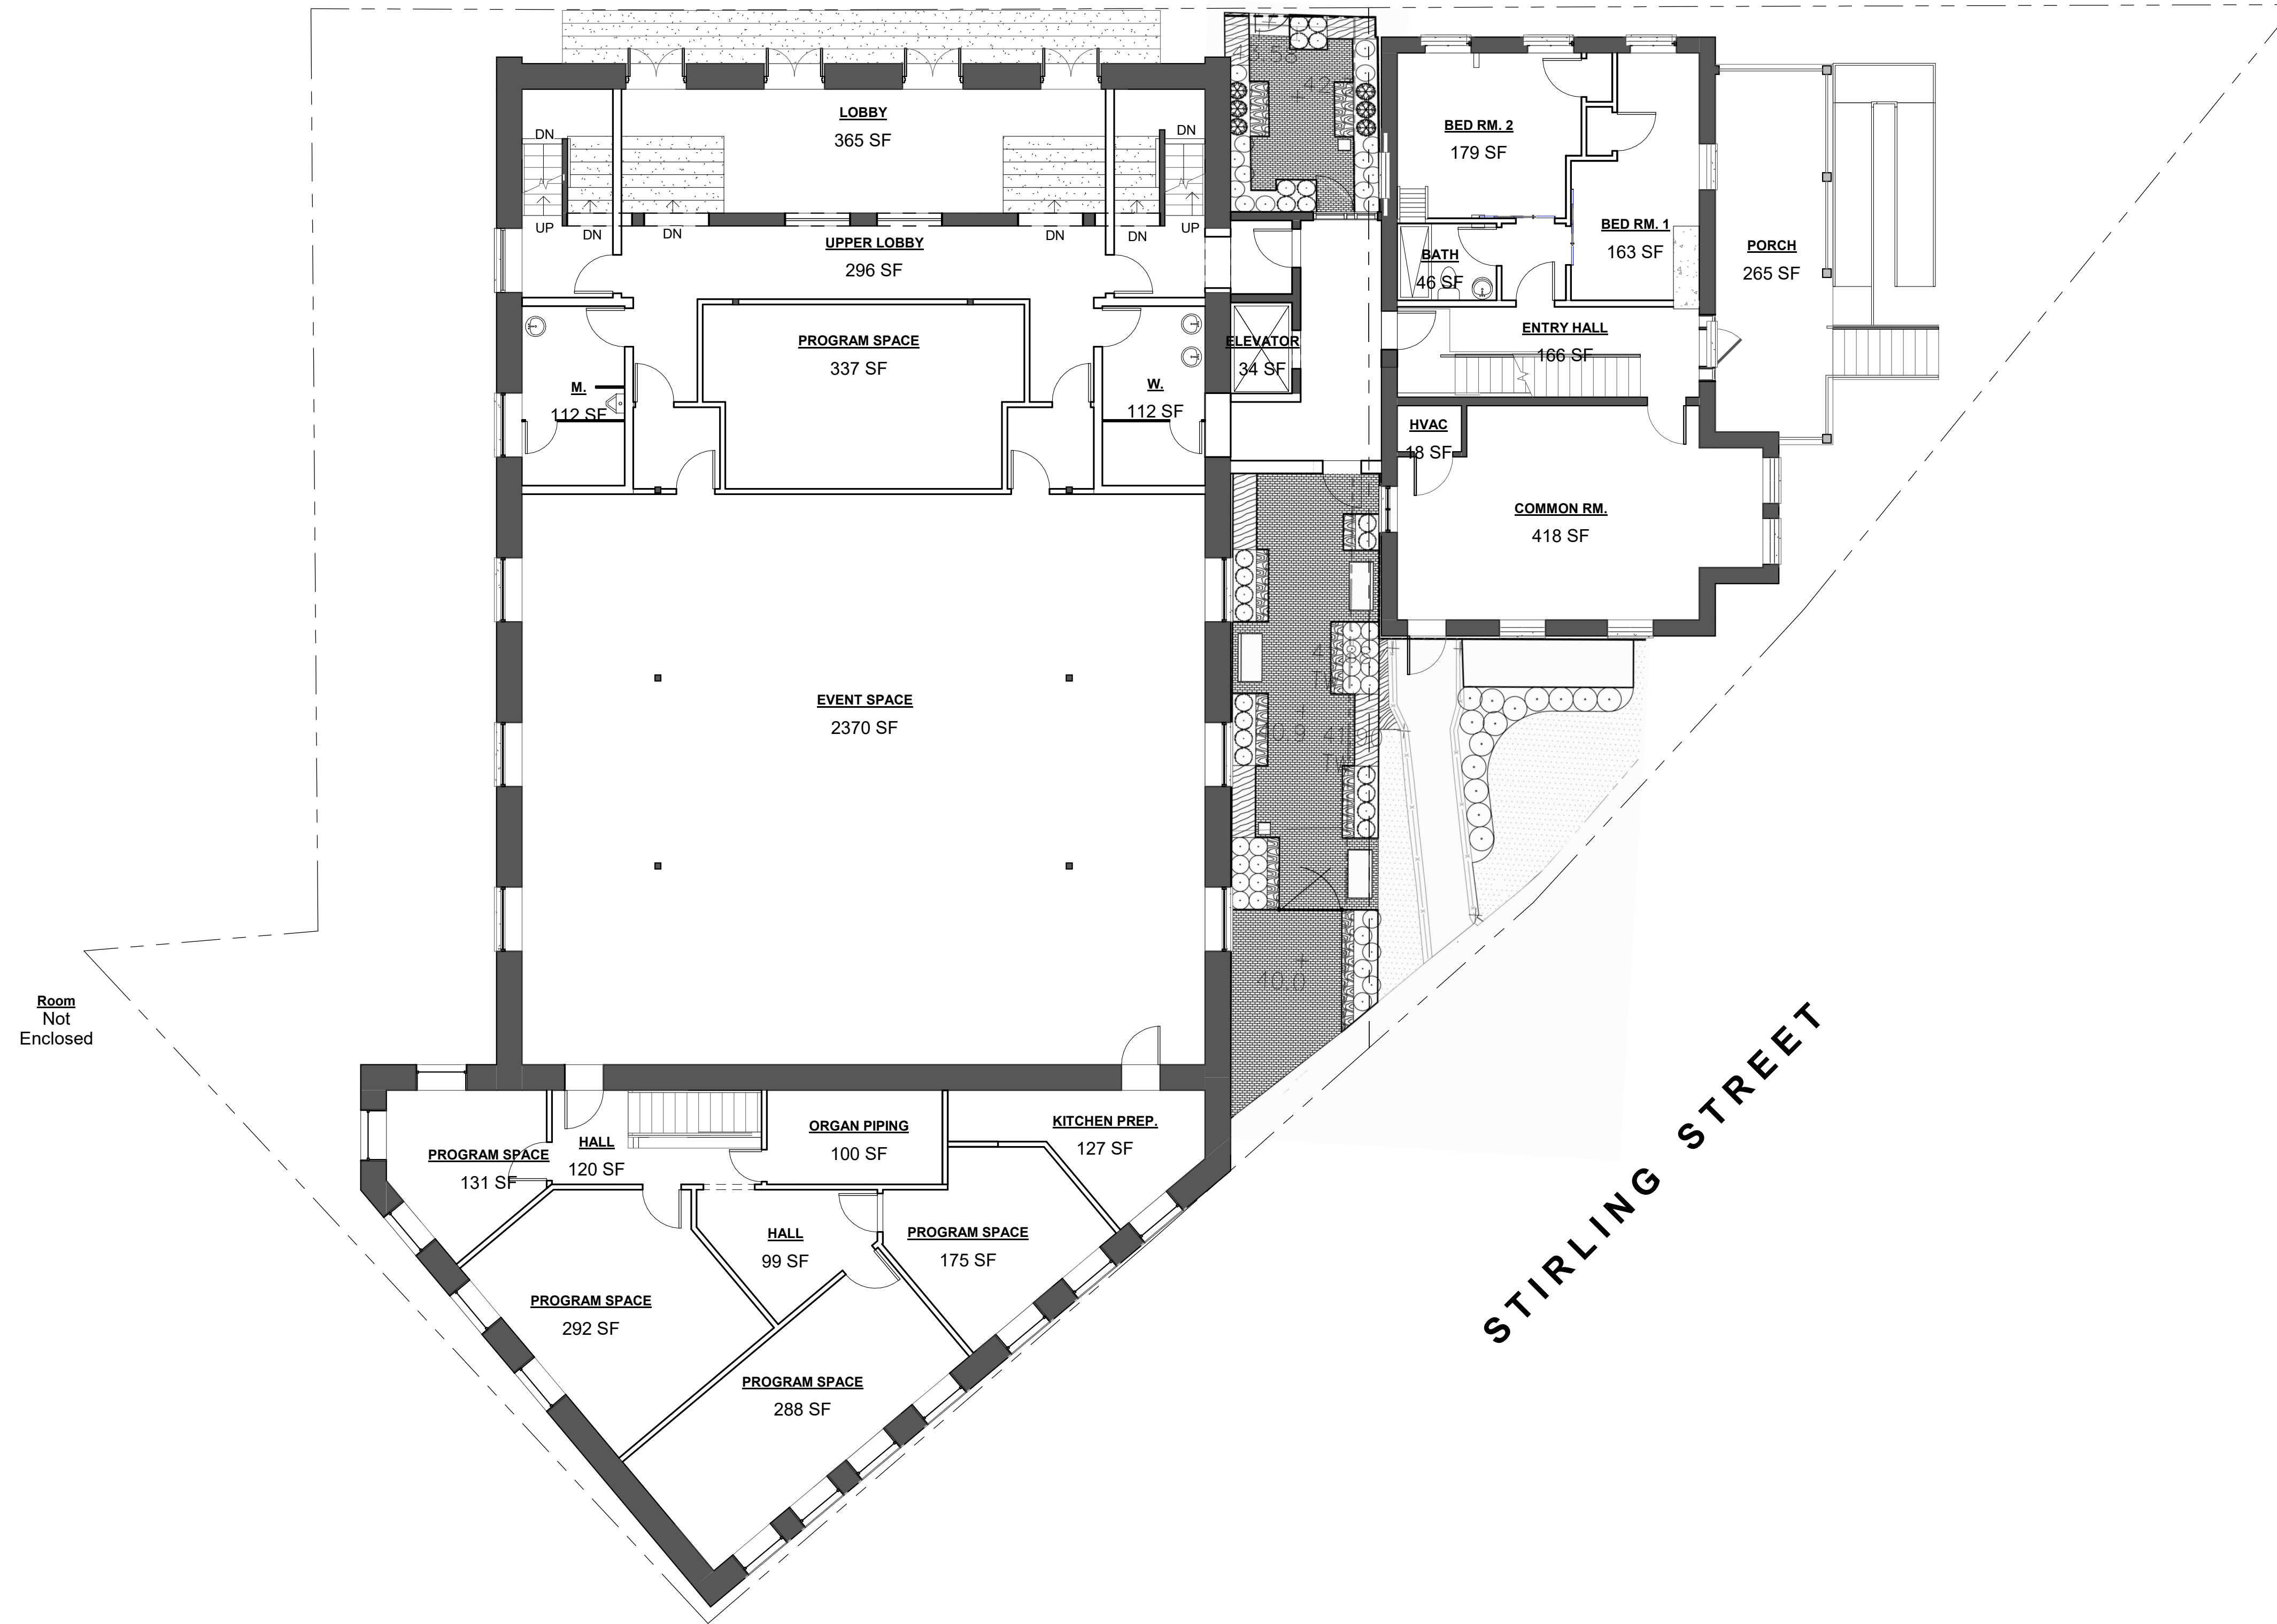 LOBBY
365 SF
DN
DN
UP
DN
DN
DN
DN
UP
UPPER LOBBY
296 SF
PROGRAM SPACE
337 SF
M.
112 SF
W.
112 SF
ELEVATOR
34 SF
BED RM. 2
179 SF
BED RM. 1
163 SF
BATH
46 SF
PORCH
265 SF
ENTRY HALL
166 SF
HVAC
18 SF
COMMON RM.
418 SF
EVENT SPACE
2370 SF
40.0
Room
Not
Enclosed
PROGRAM SPACE
131 SF
HALL
120 SF
ORGAN PIPING
100 SF
KITCHEN PREP.
127 SF
HALL
99 SF
PROGRAM SPACE
175 SF
PROGRAM SPACE
292 SF
PROGRAM SPACE
288 SF
STIRLING STREET